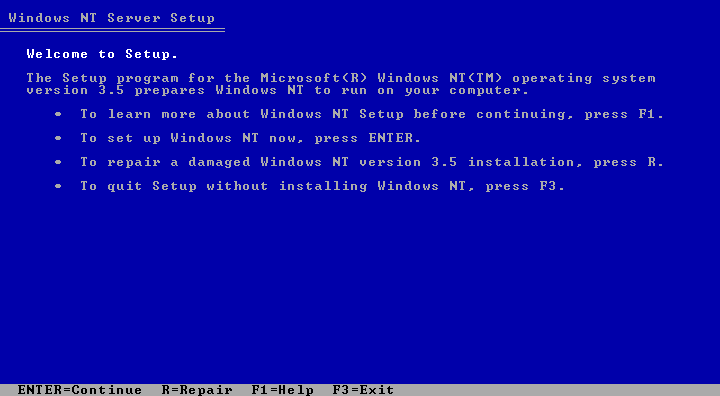 Windows NT Server Setup
Welcome to Setup.
The Setup program for the Microsoft(R) Windows NT(TM) operating system
version 3.5 prepares Windows NT to run on your computer.
• To learn more about Windows NT Setup before continuing, press F1.
• To set up Windows NT now, press ENTER.
• To repair a damaged Windows NT version 3.5 installation, press R.
• To quit Setup without installing Windows NT, press F3.
ENTER=Continue R=Repair F1=Help F3=Exit